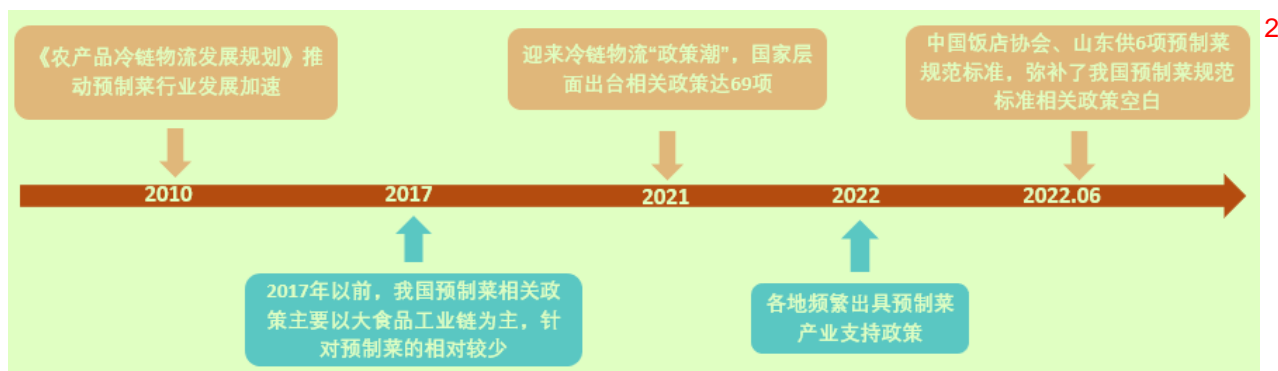 《农产品冷链物流发展规划》推
动预制菜行业发展加速
迎来冷链物流“政策潮”，国家层
面出台相关政策达69项
中国饭店协会、山东供6项预制菜
规范标准，弥补了我国预制菜规范
标准相关政策空白
2
2010
2017
2021
2022
2022.06
2017年以前，我国预制菜相关政
策主要以大食品工业链为主，针
对预制菜的相对较少
各地频繁出具预制菜
产业支持政策